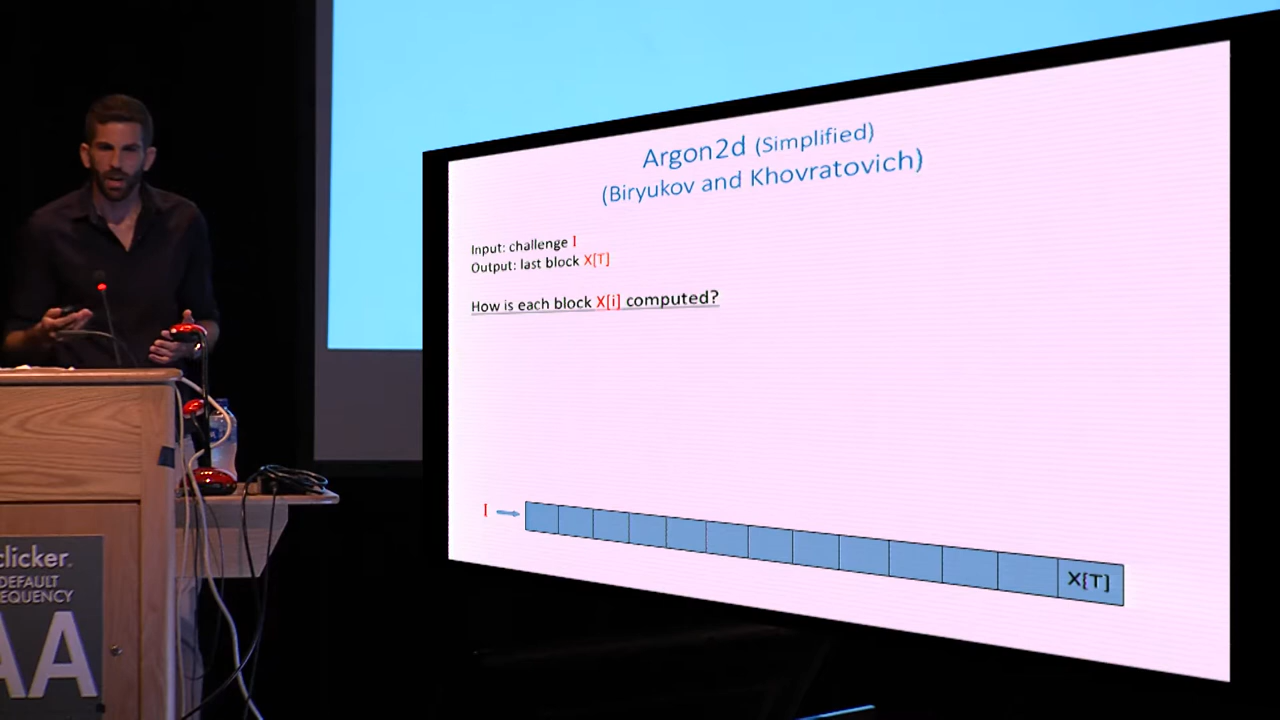 Argon2d (Simplified)
(Biryukov and Khovratovich)
Input: challenge I
Output: last block X[T]
How is each block X[i] computed?
I
X[T]
clicker.
DEFAULT
EQUENCY
AA